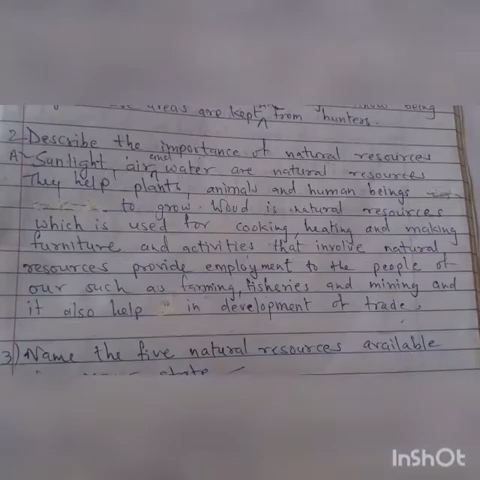 areas are kept from hunters.
2- Describe the importance of natural resources
A- Sunlight, air and water are natural resources
They help plants, animals and human beings
to grow. Wood is natural resources
which is used for cooking, heating and making
furniture and activities that involve natural
resources provide employment to the people of
our such as farming, fisheries and mining and
it also help in development of trade.
3) Name the five natural resources available
state
InShOt